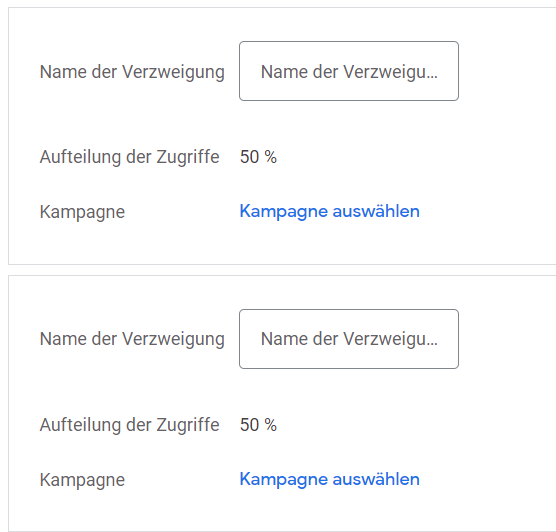 Name der Verzweigung Name der Verzweigu...
Aufteilung der Zugriffe 50 %
Kampagne Kampagne auswählen
Name der Verzweigung Name der Verzweigu...
Aufteilung der Zugriffe 50 %
Kampagne Kampagne auswählen